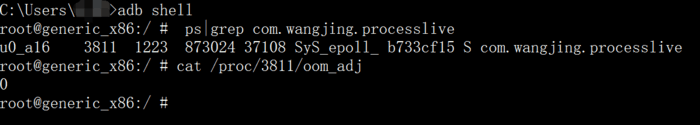 C:\Users\>adb shell
root@generic_x86:/ #  ps|grep com.wangjing.processlive
u0_a16    3811  1223  873024 37108 SyS_epoll_ b733cf15 S com.wangjing.processlive
root@generic_x86:/ # cat /proc/3811/oom_adj
0
root@generic_x86:/ #